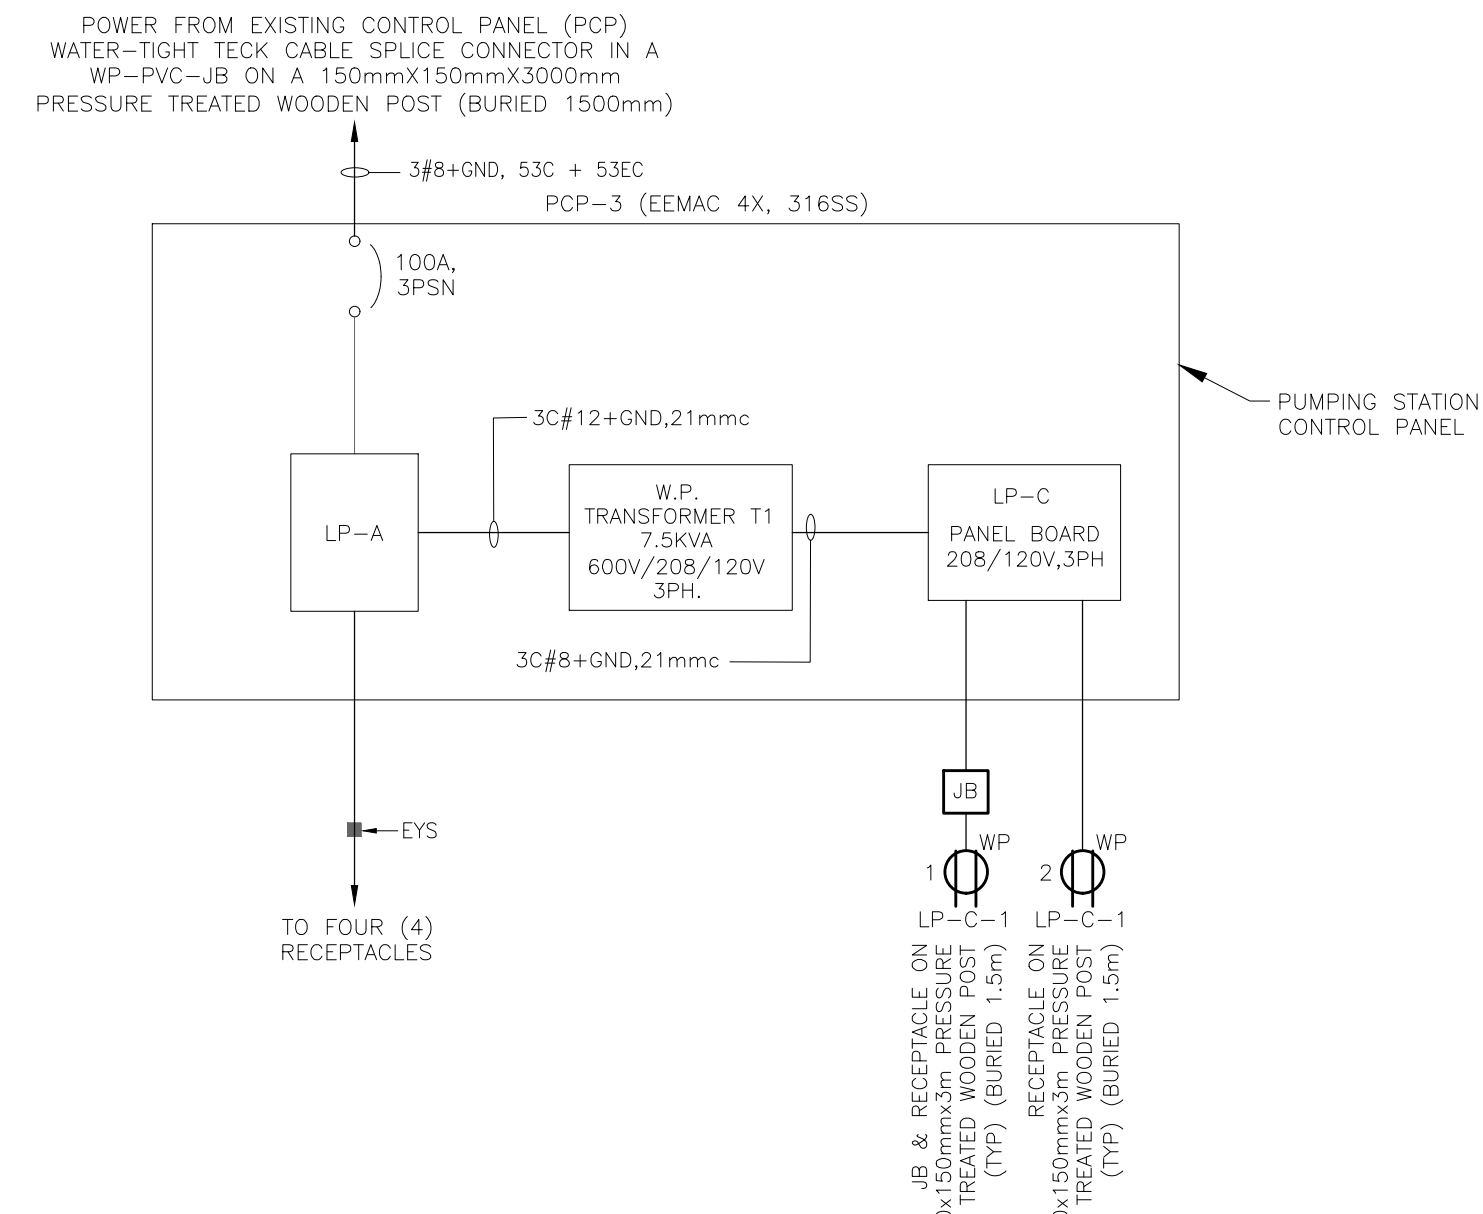 POWER FROM EXISTING CONTROL PANEL (PCP)
WATER-TIGHT TECK CABLE SPLICE CONNECTOR IN A
WP-PVC-JB ON A 150mmX150mmX3000mm
PRESSURE TREATED WOODEN POST (BURIED 1500mm)
3#8+GND, 53C + 53EC
PCP-3 (EEMAC 4X, 316SS)
100A,
3PSN
PUMPING STATION
CONTROL PANEL
3C#12+GND,21mmc
LP-A
W.P.
TRANSFORMER T1
7.5KVA
600V/208/120V
3PH.
LP-C
PANEL BOARD
208/120V,3PH
3C#8+GND,21mmc
JB
EYS
WP
1
WP
2
TO FOUR (4)
RECEPTACLES
LP-C-1
LP-C-1
JB & RECEPTACLE ON
0x150mmx3m PRESSURE
TREATED WOODEN POST
(TYP) (BURIED 1.5m)
RECEPTACLE ON
0x150mmx3m PRESSURE
TREATED WOODEN POST
(TYP) (BURIED 1.5m)